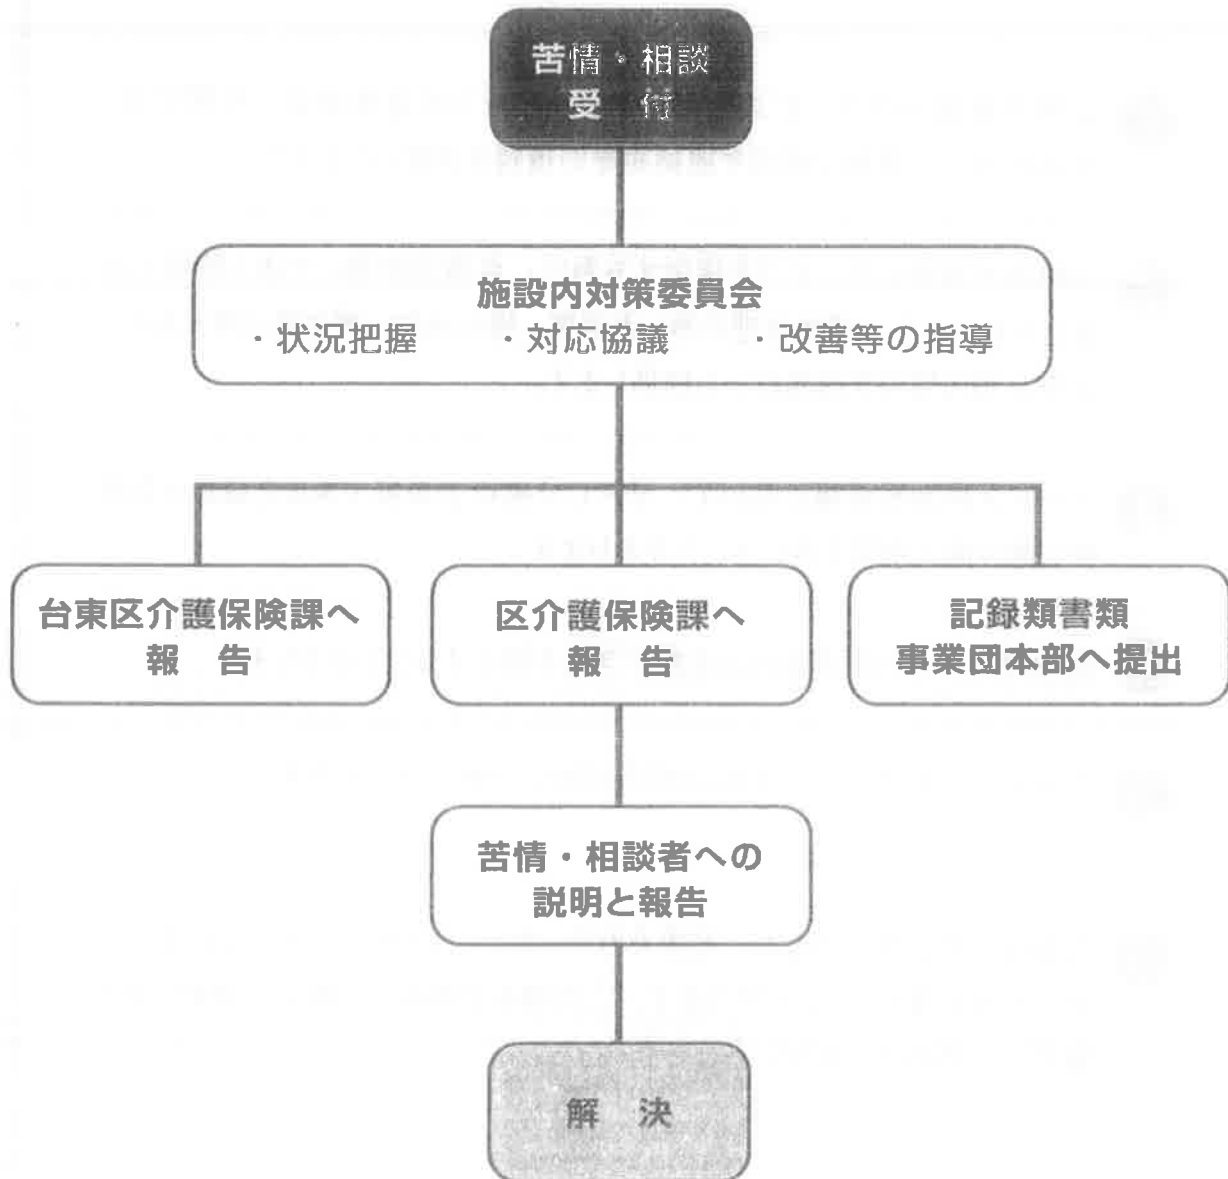 苦情・相談
受　付
施設内対策委員会
・状況把握　　・対応協議　　・改善等の指導
台東区介護保険課へ
報　告
区介護保険課へ
報　告
記録類書類
事業団本部へ提出
苦情・相談者への
説明と報告
解　決